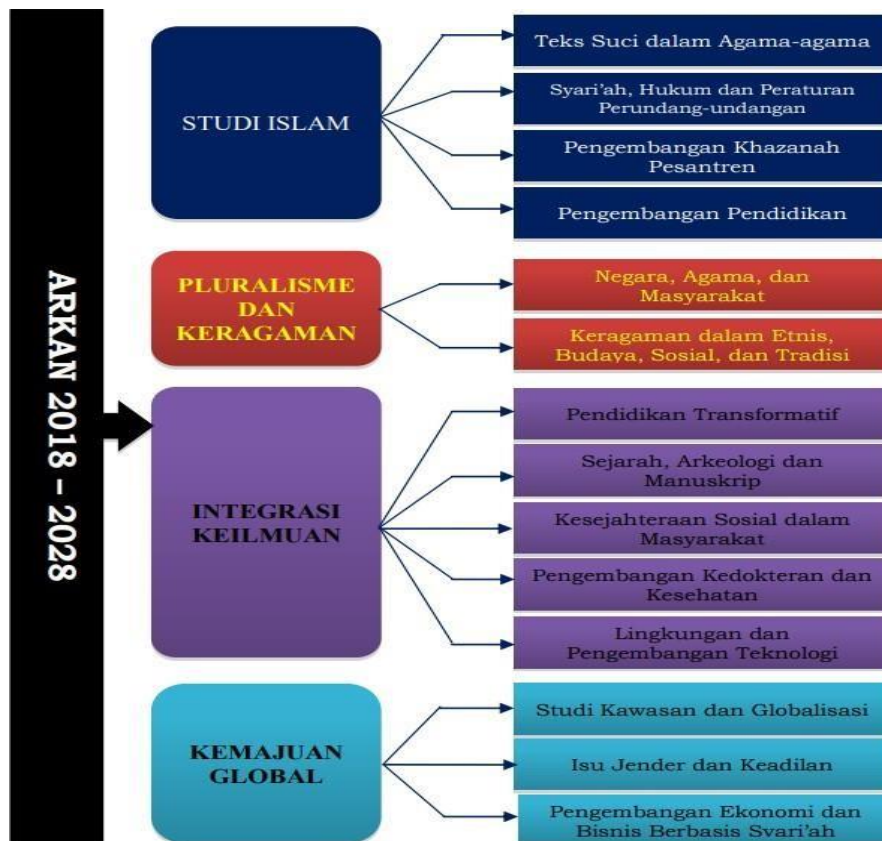 ARKAN 2018 – 2028
STUDI ISLAM
Teks Suci dalam Agama-agama
Syari’ah, Hukum dan Peraturan
Perundang-undangan
Pengembangan Khazanah
Pesantren
Pengembangan Pendidikan
PLURALISME
DAN
KERAGAMAN
Negara, Agama, dan
Masyarakat
Keragaman dalam Etnis,
Budaya, Sosial, dan Tradisi
INTEGRASI
KEILMUAN
Pendidikan Transformatif
Sejarah, Arkeologi dan
Manuskrip
Kesejahteraan Sosial dalam
Masyarakat
Pengembangan Kedokteran dan
Kesehatan
Lingkungan dan
Pengembangan Teknologi
KEMAJUAN
GLOBAL
Studi Kawasan dan Globalisasi
Isu Jender dan Keadilan
Pengembangan Ekonomi dan
Bisnis Berbasis Syari’ah